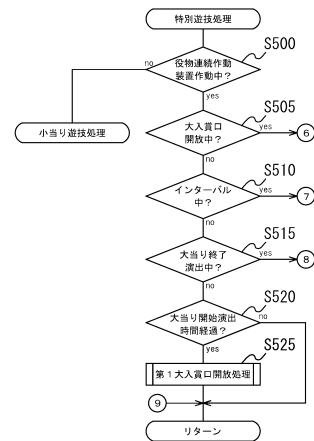 特別遊技処理
S500
役物連続作動
装置作動中？
no
yes
小当り遊技処理
S505
大入賞口
開放中？
yes
6
no
S510
インターバル
中？
yes
7
no
S515
大当り終了
演出中？
yes
8
no
S520
大当り開始演出
時間経過？
no
yes
S525
第１大入賞口開放処理
9
リターン